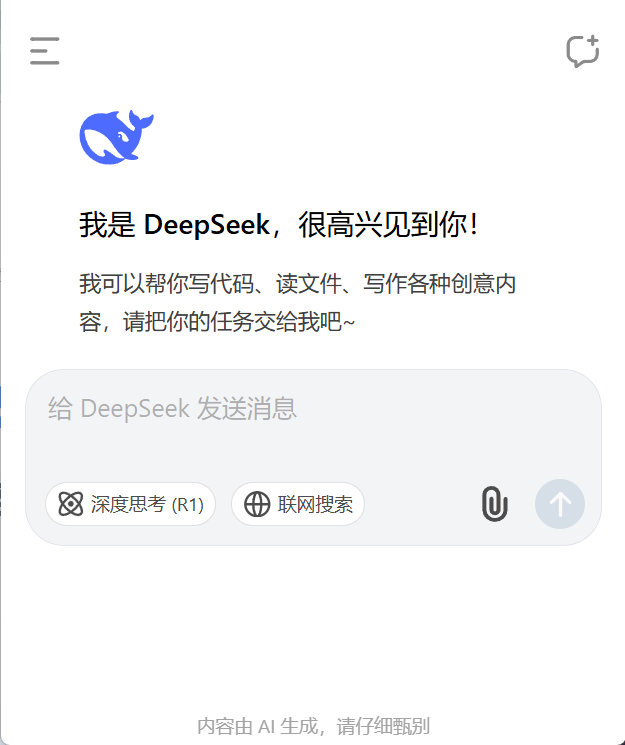 我是 DeepSeek，很高兴见到你！
我可以帮你写代码、读文件、写作各种创意内
容，请把你的任务交给我吧~
给 DeepSeek 发送消息
深度思考 (R1) 联网搜索
内容由 AI 生成，请仔细甄别